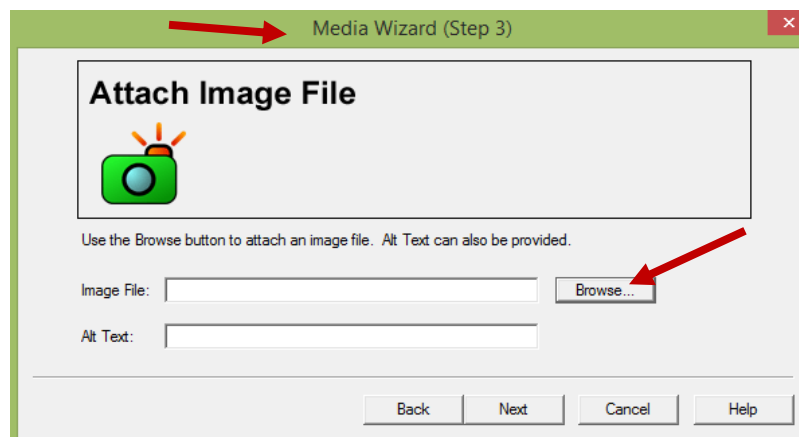 Media Wizard (Step 3)
Attach Image File
Use the Browse button to attach an image file. Alt Text can also be provided.
Image File:
Browse...
Alt Text:
Back
Next
Cancel
Help